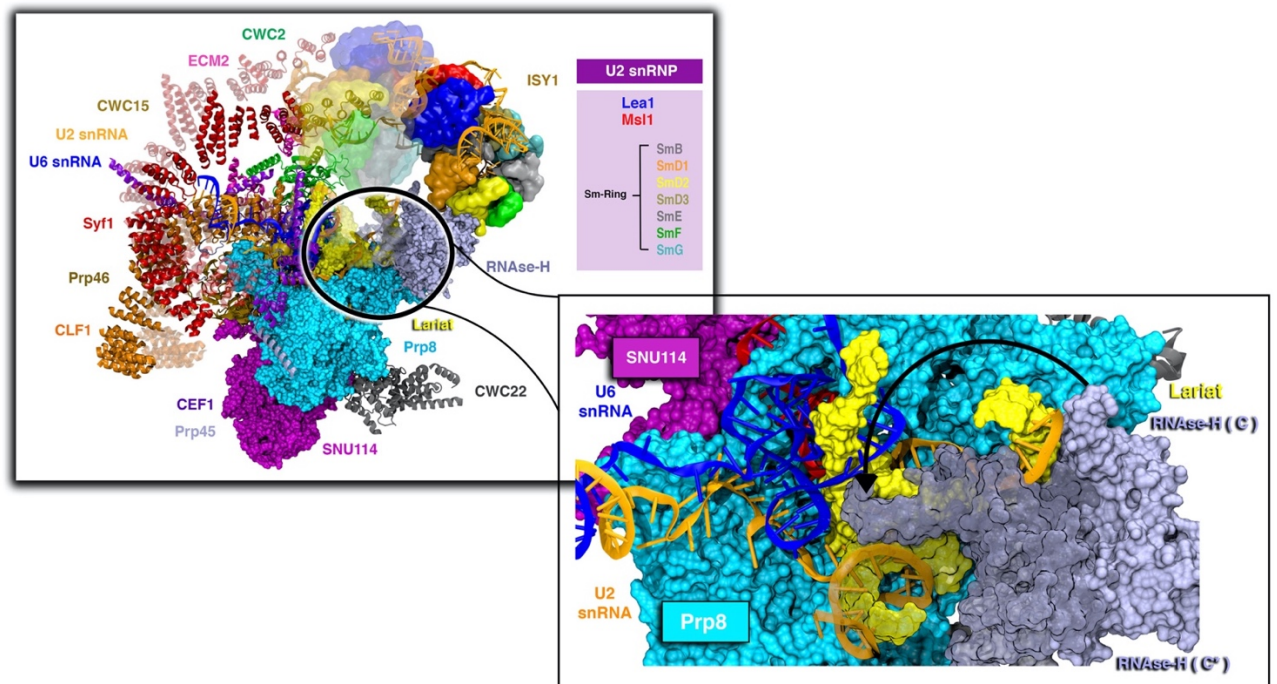 CWC2
ECM2
CWC15
U2 snRNA
U6 snRNA
Syf1
Prp46
CLF1
CEF1
Prp45
SNU114
ISY1
RNAse-H
Lariat
Prp8
CWC22
U2 snRNP
Lea1
Msl1
Sm-Ring
SmB
SmD1
SmD2
SmD3
SmE
SmF
SmG
SNU114
U6
snRNA
U2
snRNA
Prp8
Lariat
RNAse-H ( C )
RNAse-H ( C* )